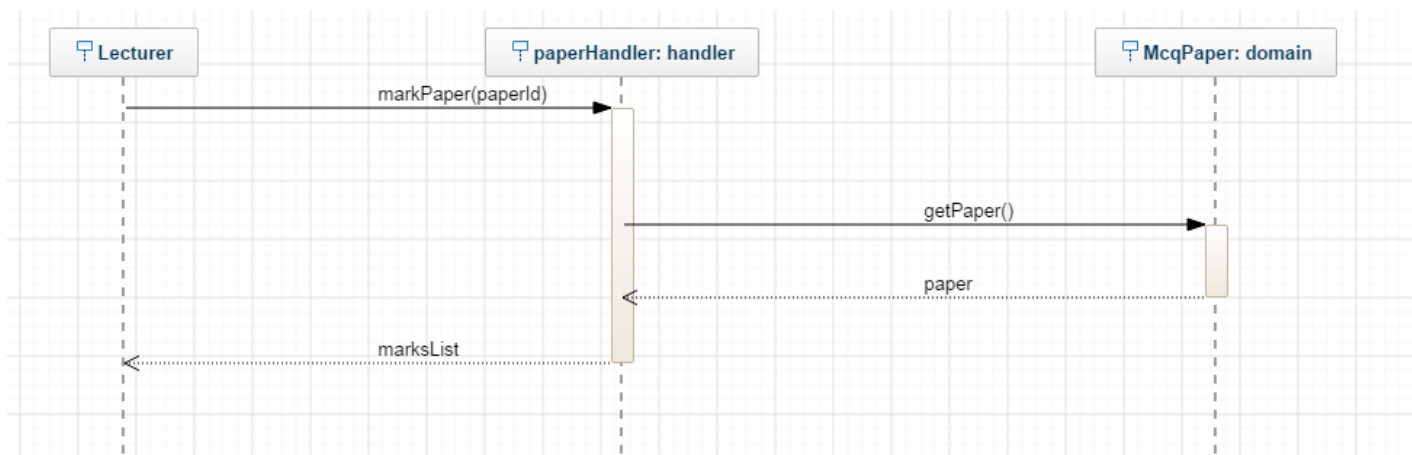 Lecturer
paperHandler: handler
McqPaper: domain
markPaper(paperId)
getPaper()
paper
marksList